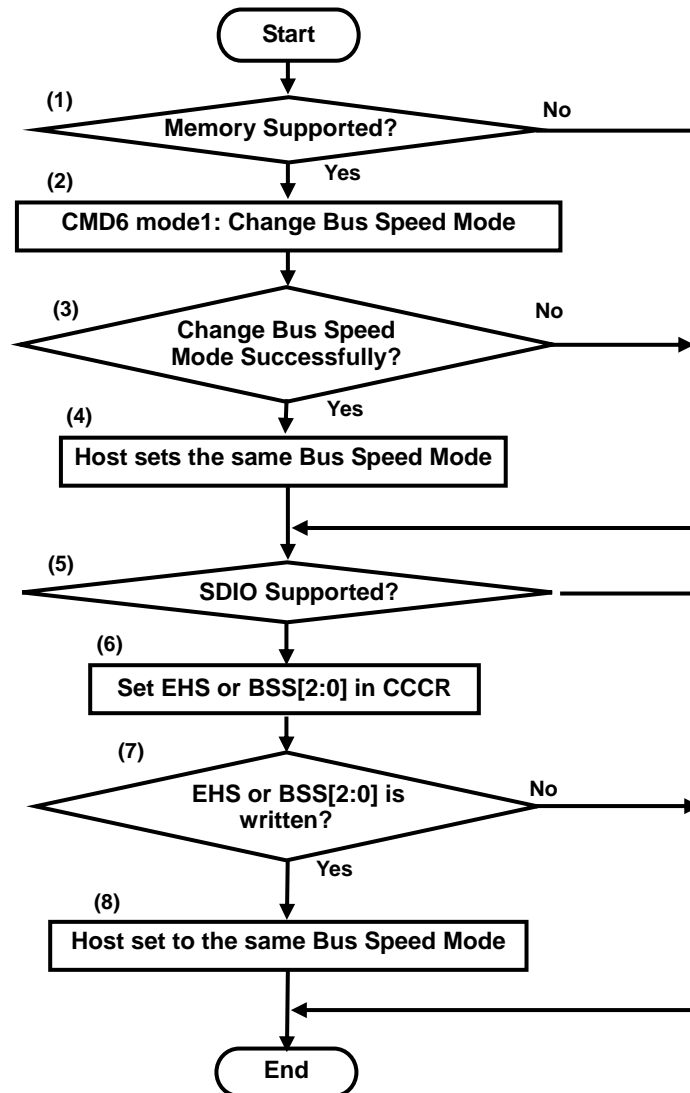 Start
(1)
Memory Supported?
No
Yes
(2)
CMD6 mode1: Change Bus Speed Mode
(3)
Change Bus Speed
Mode Successfully?
No
Yes
(4)
Host sets the same Bus Speed Mode
(5)
SDIO Supported?
(6)
Set EHS or BSS[2:0] in CCCR
(7)
EHS or BSS[2:0] is
written?
No
Yes
(8)
Host set to the same Bus Speed Mode
End